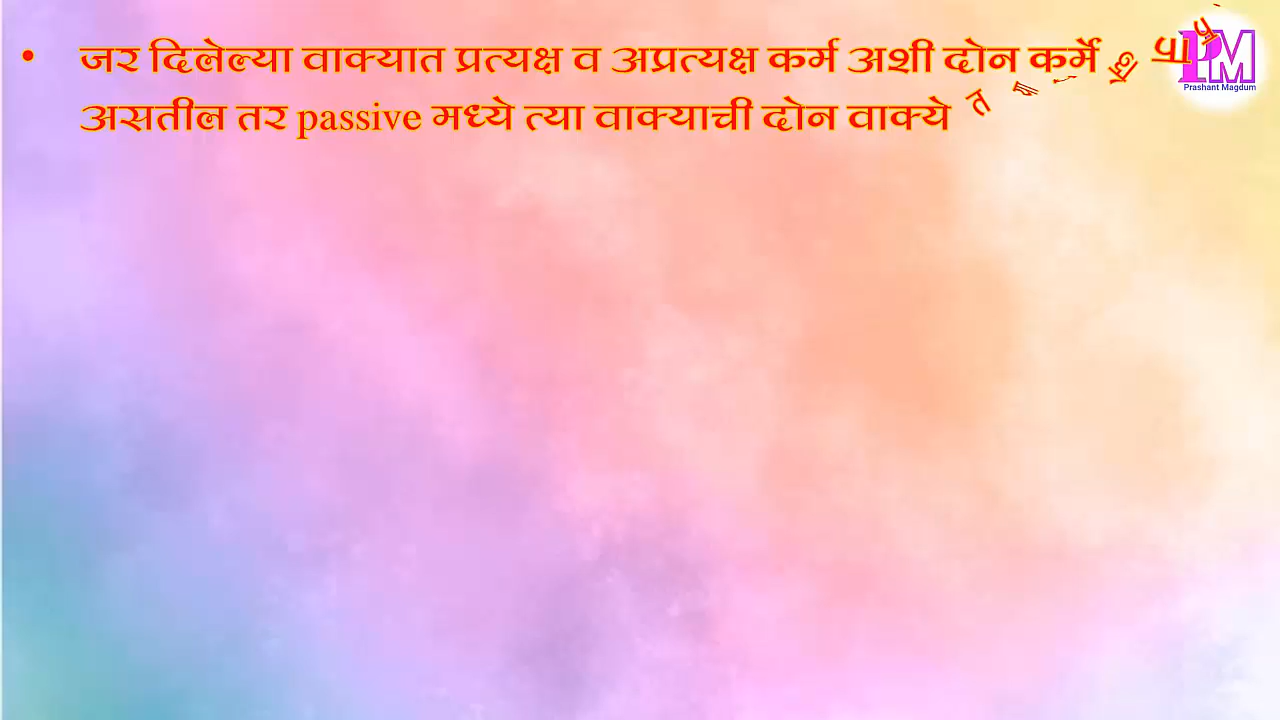 • जर दिलेल्या वाक्यात प्रत्यक्ष व अप्रत्यक्ष कर्म अशी दोन कर्मे
असतील तर passive मध्ये त्या वाक्याची दोन वाक्ये
PM
Prashant Magdum